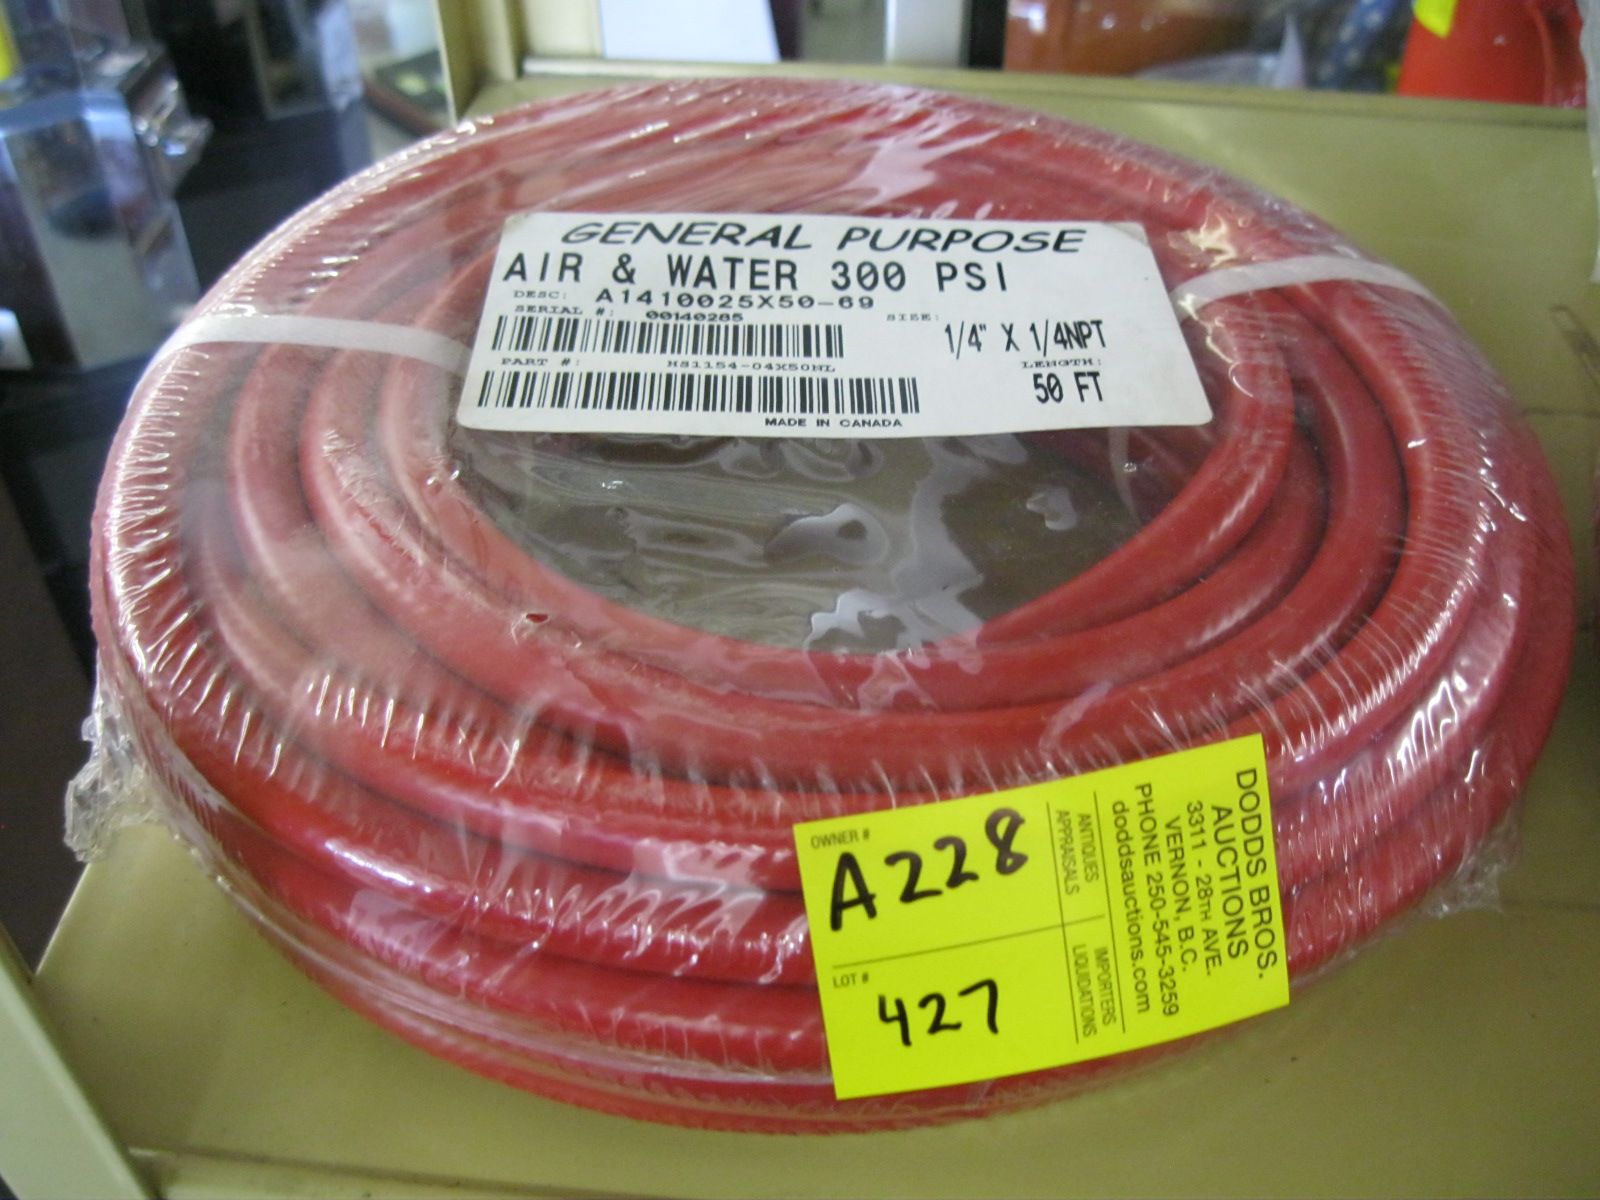 GENERAL PURPOSE
AIR & WATER 300 PSI
DESC: A1410025X50-69
SERIAL #: 00140285
SIZE:
1/4" X 1/4NPT
PART #: HS1154-04X50NL
LENGTH:
50 FT
MADE IN CANADA
OWNER #
A228
LOT #
427
ANTIQUES
APPRAISALS
IMPORTERS
LIQUIDATIONS
DODDS BROS.
AUCTIONS
3311 - 28TH AVE.
VERNON, B.C.
PHONE 250-545-3259
doddsauctions.com